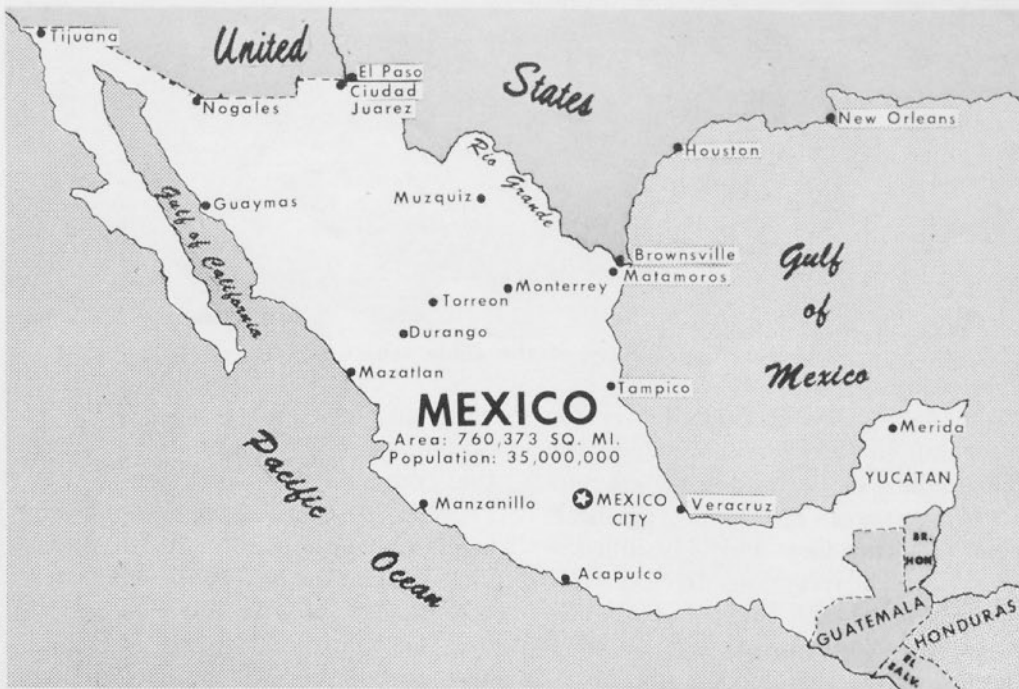 Tijuana
United
El Paso
Ciudad
Juarez
Nogales
States
New Orleans
Houston
Rio Grande
Muzquiz
Guaymas
Gulf of California
Brownsville
Matamoros
Gulf
of
Mexico
Monterrey
Torreon
Durango
Mazatlan
Tampico
MEXICO
Area: 760,373 SQ. MI.
Population: 35,000,000
Merida
YUCATAN
Pacific
Ocean
Manzanillo
MEXICO
CITY
Veracruz
BR.
HON
Acapulco
GUATEMALA
HONDURAS
EL
SALV.